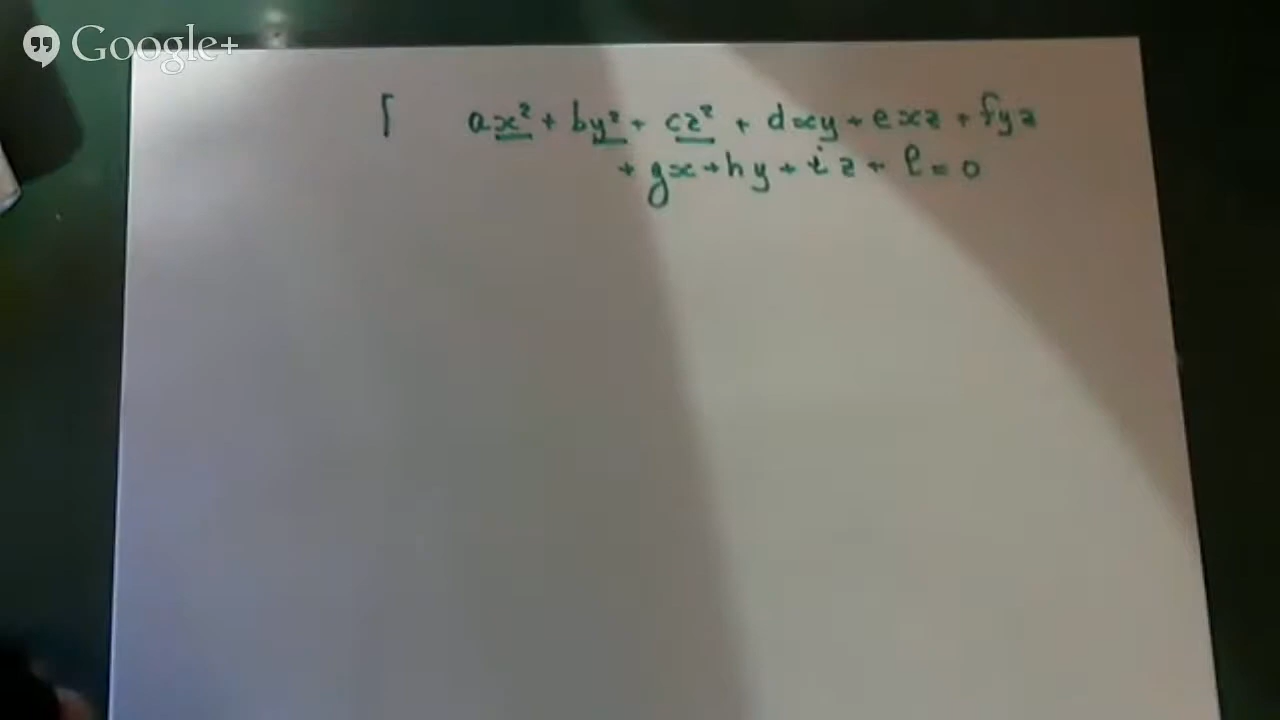 Google+
Γ ax² + by² + cz² + dxy + exz + fyz
+ gx + hy + iz + l = 0